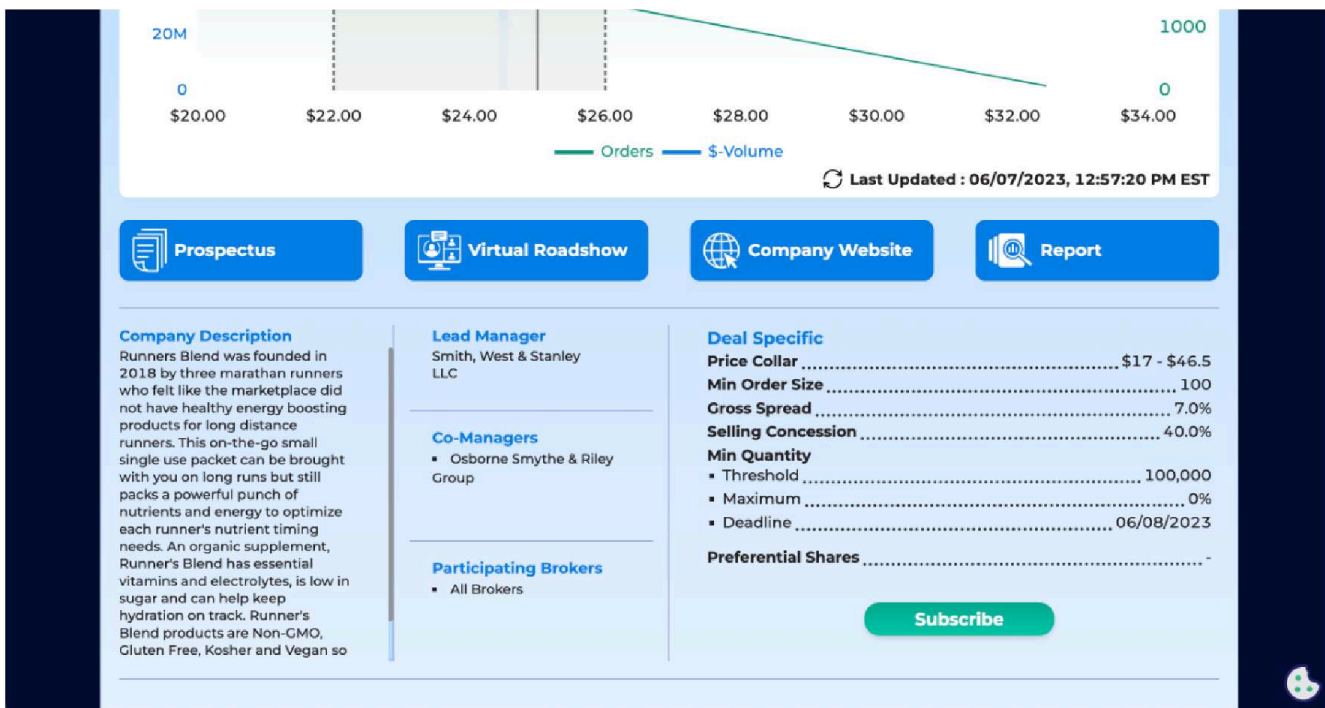 20M
1000
0
0
$20.00 $22.00 $24.00 $26.00 $28.00 $30.00 $32.00 $34.00
Orders $-Volume
Last Updated : 06/07/2023, 12:57:20 PM EST
Prospectus
Virtual Roadshow
Company Website
Report
Company Description
Runners Blend was founded in
2018 by three marathan runners
who felt like the marketplace did
not have healthy energy boosting
products for long distance
runners. This on-the-go small
single use packet can be brought
with you on long runs but still
packs a powerful punch of
nutrients and energy to optimize
each runner's nutrient timing
needs. An organic supplement,
Runner's Blend has essential
vitamins and electrolytes, is low in
sugar and can help keep
hydration on track. Runner's
Blend products are Non-GMO,
Gluten Free, Kosher and Vegan so
Lead Manager
Smith, West & Stanley
LLC
Co-Managers
▪ Osborne Smythe & Riley
Group
Participating Brokers
▪ All Brokers
Deal Specific
Price Collar $17 - $46.5
Min Order Size 100
Gross Spread 7.0%
Selling Concession 40.0%
Min Quantity
▪ Threshold 100,000
▪ Maximum 0%
▪ Deadline 06/08/2023
Preferential Shares -
Subscribe